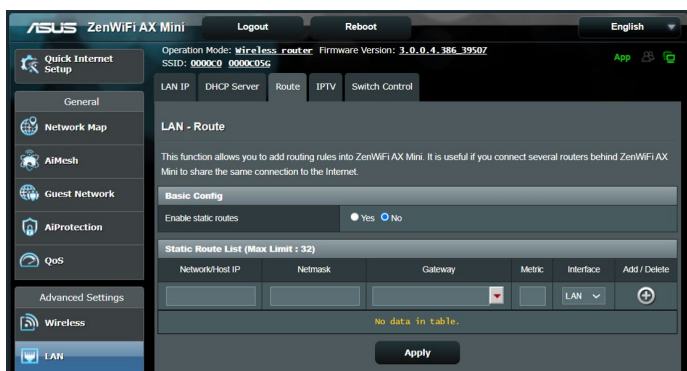 ASUS ZenWiFi AX Mini Logout Reboot English
Quick Internet Setup
Operation Mode: Wireless router Firmware Version: 3.0.0.4.386_39507
SSID: 0000C0 0000C05G
App
LAN IP DHCP Server Route IPTV Switch Control
General
Network Map
AiMesh
Guest Network
AiProtection
QoS
Advanced Settings
Wireless
LAN
LAN - Route
This function allows you to add routing rules into ZenWiFi AX Mini. It is useful if you connect several routers behind ZenWiFi AX
Mini to share the same connection to the Internet.
Basic Config
Enable static routes Yes No
Static Route List (Max Limit : 32)
Network/Host IP Netmask Gateway Metric Interface Add / Delete
LAN
No data in table.
Apply